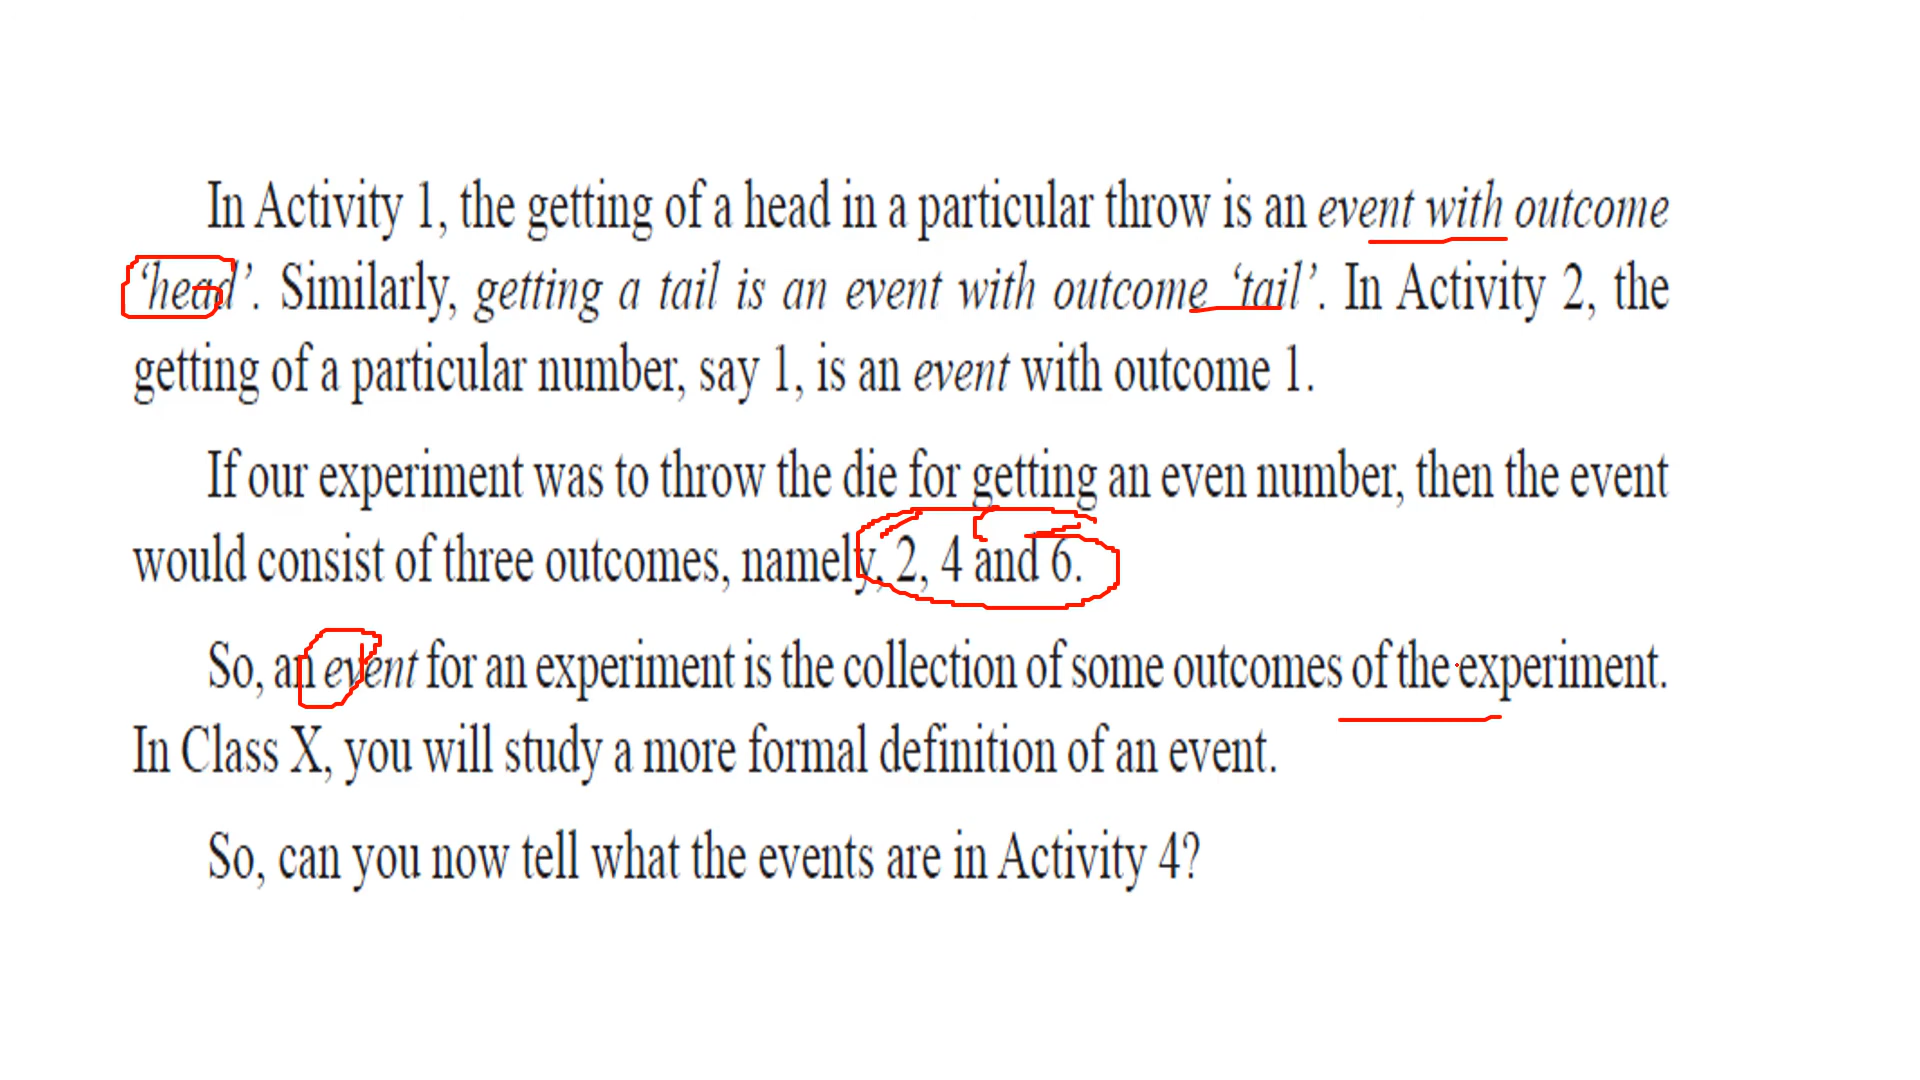 In Activity 1, the getting of a head in a particular throw is an event with outcome
‘head’. Similarly, getting a tail is an event with outcome ‘tail’. In Activity 2, the
getting of a particular number, say 1, is an event with outcome 1.
If our experiment was to throw the die for getting an even number, then the event
would consist of three outcomes, namely, 2, 4 and 6.
So, an event for an experiment is the collection of some outcomes of the experiment.
In Class X, you will study a more formal definition of an event.
So, can you now tell what the events are in Activity 4?